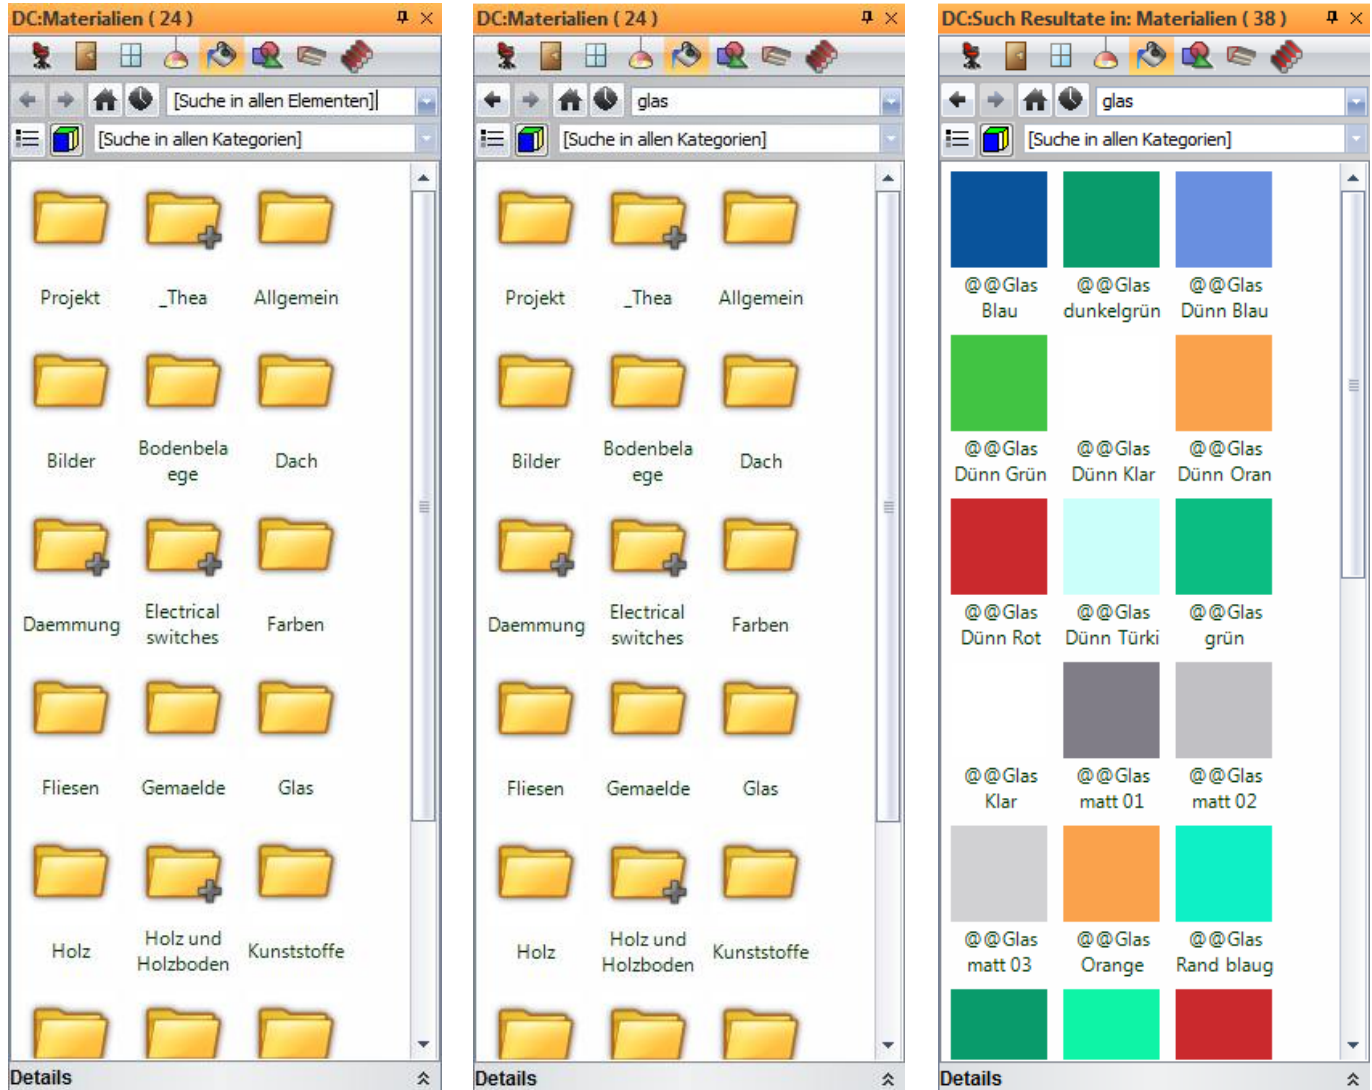 DC:Materialien ( 24 )
[Suche in allen Elementen]
[Suche in allen Kategorien]
Projekt
_Thea
Allgemein
Bilder
Bodenbela
ege
Dach
Daemmung
Electrical
switches
Farben
Fliesen
Gemaelde
Glas
Holz
Holz und
Holzboden
Kunststoffe
Details
DC:Materialien ( 24 )
glas
[Suche in allen Kategorien]
Projekt
_Thea
Allgemein
Bilder
Bodenbela
ege
Dach
Daemmung
Electrical
switches
Farben
Fliesen
Gemaelde
Glas
Holz
Holz und
Holzboden
Kunststoffe
Details
DC:Such Resultate in: Materialien ( 38 )
glas
[Suche in allen Kategorien]
@@Glas
Blau
@@Glas
dunkelgrün
@@Glas
Dünn Blau
@@Glas
Dünn Grün
@@Glas
Dünn Klar
@@Glas
Dünn Oran
@@Glas
Dünn Rot
@@Glas
Dünn Türki
@@Glas
grün
@@Glas
Klar
@@Glas
matt 01
@@Glas
matt 02
@@Glas
matt 03
@@Glas
Orange
@@Glas
Rand blaug
Details